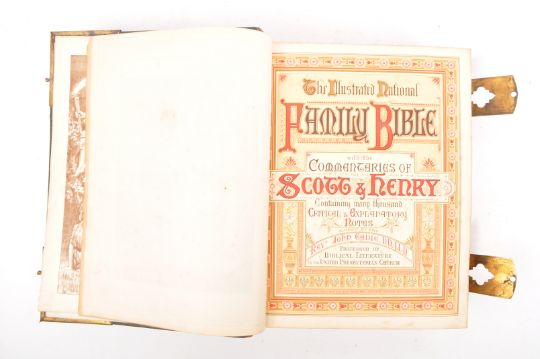 The Illustrated National
FAMILY BIBLE
with the
COMMENTARIES OF
SCOTT & HENRY
Containing many thousand
CRITICAL & EXPLANATORY
NOTES
REVD JOHN EADIE, D.D. LL.D.
PROFESSOR OF
BIBLICAL LITERATURE
TO THE UNITED PRESBYTERIAN CHURCH